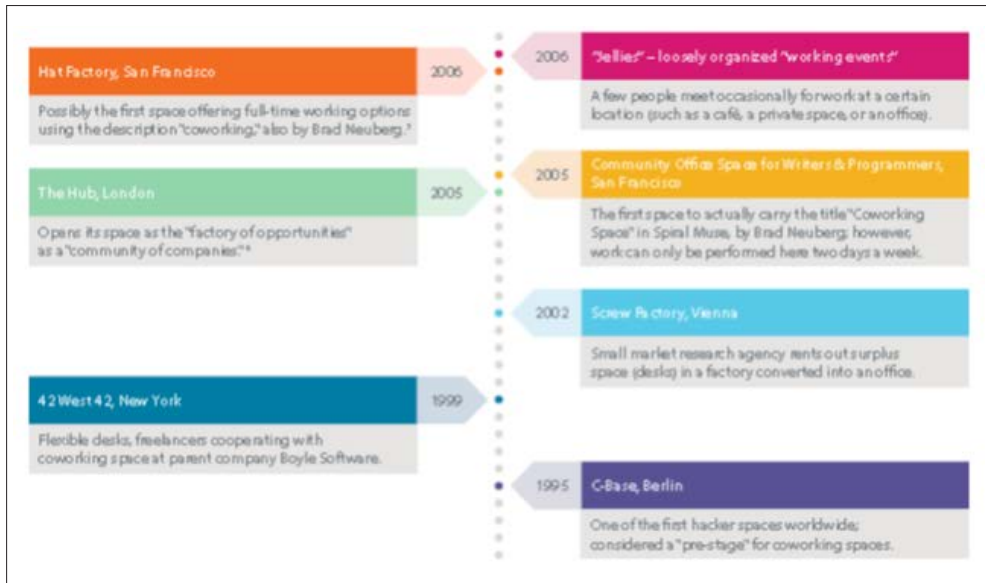 2006 "Jellies" – loosely organized "working events"
A few people meet occasionally for work at a certain
location (such as a café, a private space, or an office).
Hat Factory, San Francisco 2006
Possibly the first space offering full-time working options
using the description "coworking," also by Brad Neuberg.
2005 Community Office Space for Writers & Programmers,
San Francisco
The first space to actually carry the title "Coworking
Space" in Spiral Muse, by Brad Neuberg; however,
work can only be performed here two days a week.
The Hub, London 2005
Opens its space as the "factory of opportunities"
as a "community of companies."
2002 Screw Factory, Vienna
Small market research agency rents out surplus
space (desks) in a factory converted into an office.
42 West 42, New York 1999
Flexible desks, freelancers cooperating with
coworking space at parent company Boyle Software.
1995 C-Base, Berlin
One of the first hacker spaces worldwide;
considered a "pre-stage" for coworking spaces.